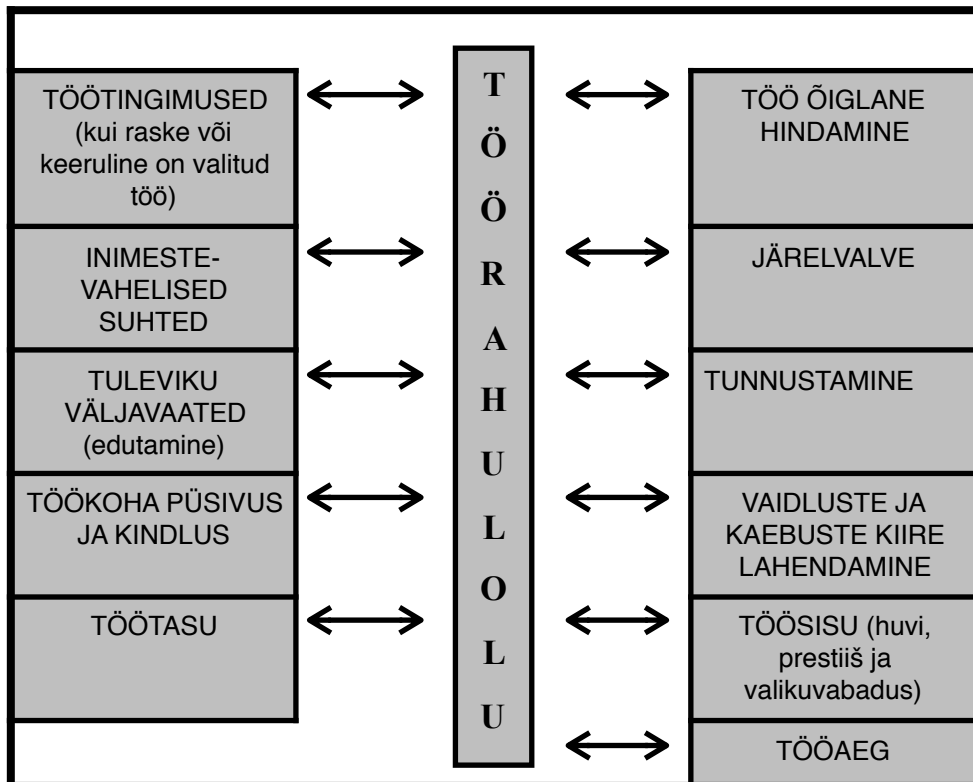 TÖÖTINGIMUSED
(kui raske või
keeruline on valitud
töö)
INIMESTE-
VAHELISED
SUHTED
TULEVIKU
VÄLJAVAATED
(edutamine)
TÖÖKOHA PÜSIVUS
JA KINDLUS
TÖÖTASU
T
Ö
Ö
R
A
H
U
L
O
L
U
TÖÖ ÕIGLANE
HINDAMINE
JÄRELVALVE
TUNNUSTAMINE
VAIDLUSTE JA
KAEBUSTE KIIRE
LAHENDAMINE
TÖÖSISU (huvi,
prestiiš ja
valikuvabadus)
TÖÖAEG